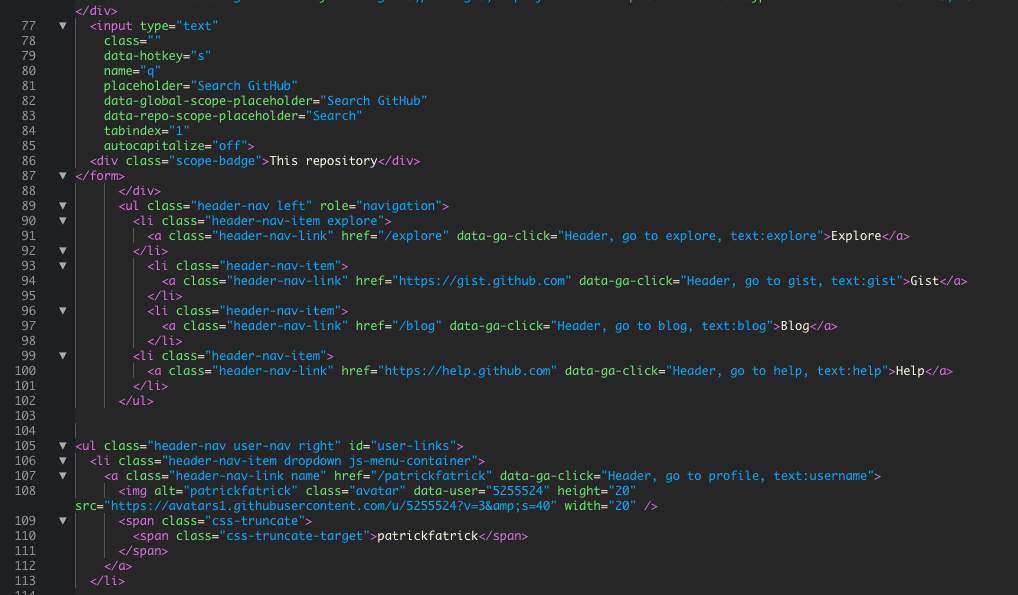 </div>
77 ▼ <input type="text"
78 class=""
79 data-hotkey="s"
80 name="q"
81 placeholder="Search GitHub"
82 data-global-scope-placeholder="Search GitHub"
83 data-repo-scope-placeholder="Search"
84 tabindex="1"
85 autocapitalize="off">
86 <div class="scope-badge">This repository</div>
87 ▼ </form>
88 </div>
89 ▼ <ul class="header-nav left" role="navigation">
90 ▼ <li class="header-nav-item explore">
91 <a class="header-nav-link" href="/explore" data-ga-click="Header, go to explore, text:explore">Explore</a>
92 ▼ </li>
93 ▼ <li class="header-nav-item">
94 <a class="header-nav-link" href="https://gist.github.com" data-ga-click="Header, go to gist, text:gist">Gist</a>
95 </li>
96 ▼ <li class="header-nav-item">
97 <a class="header-nav-link" href="/blog" data-ga-click="Header, go to blog, text:blog">Blog</a>
98 </li>
99 ▼ <li class="header-nav-item">
100 <a class="header-nav-link" href="https://help.github.com" data-ga-click="Header, go to help, text:help">Help</a>
101 </li>
102 </ul>
103
104
105 ▼ <ul class="header-nav user-nav right" id="user-links">
106 ▼ <li class="header-nav-item dropdown js-menu-container">
107 ▼ <a class="header-nav-link name" href="/patrickfatrick" data-ga-click="Header, go to profile, text:username">
108 <img alt="patrickfatrick" class="avatar" data-user="5255524" height="20"
src="https://avatars1.githubusercontent.com/u/5255524?v=3&amp;s=40" width="20" />
109 ▼ <span class="css-truncate">
110 <span class="css-truncate-target">patrickfatrick</span>
111 </span>
112 </a>
113 </li>